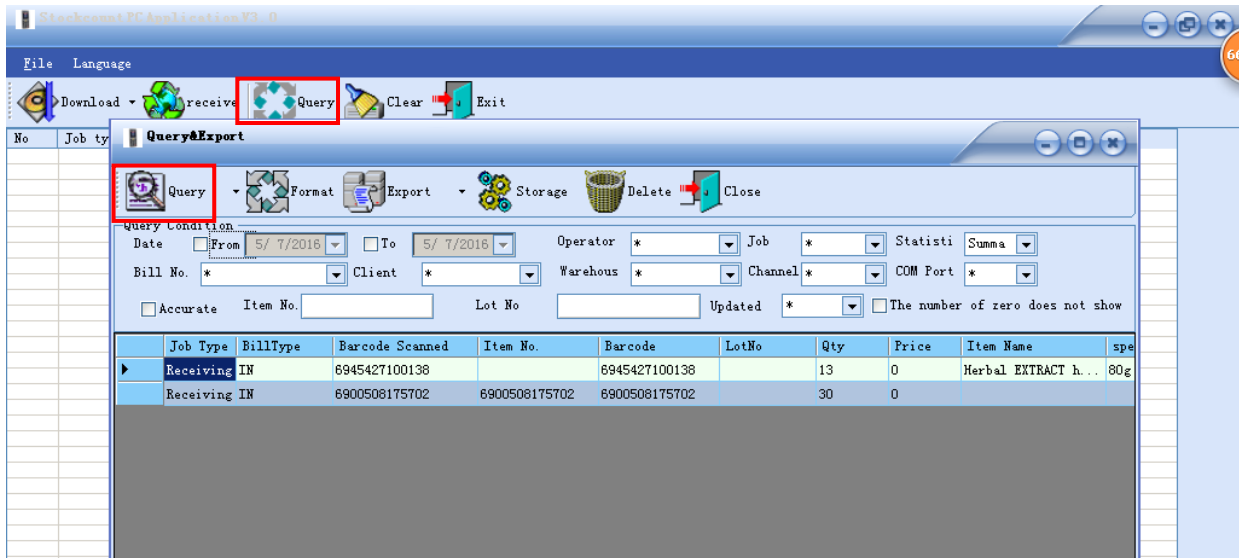 Stockcount PC Application V3.0
File Language
Download receive Query Clear Exit
No Job ty
Query&Export
Query Format Export Storage Delete Close
Query Condition
Date From 5/ 7/2016 To 5/ 7/2016 Operator * Job * Statisti Summa
Bill No. * Client * Warehous * Channel * COM Port *
Accurate Item No. Lot No Updated * The number of zero does not show
Job Type BillType Barcode Scanned Item No. Barcode LotNo Qty Price Item Name spe
Receiving IN 6945427100138 6945427100138 13 0 Herbal EXTRACT h... 80g
Receiving IN 6900508175702 6900508175702 6900508175702 30 0